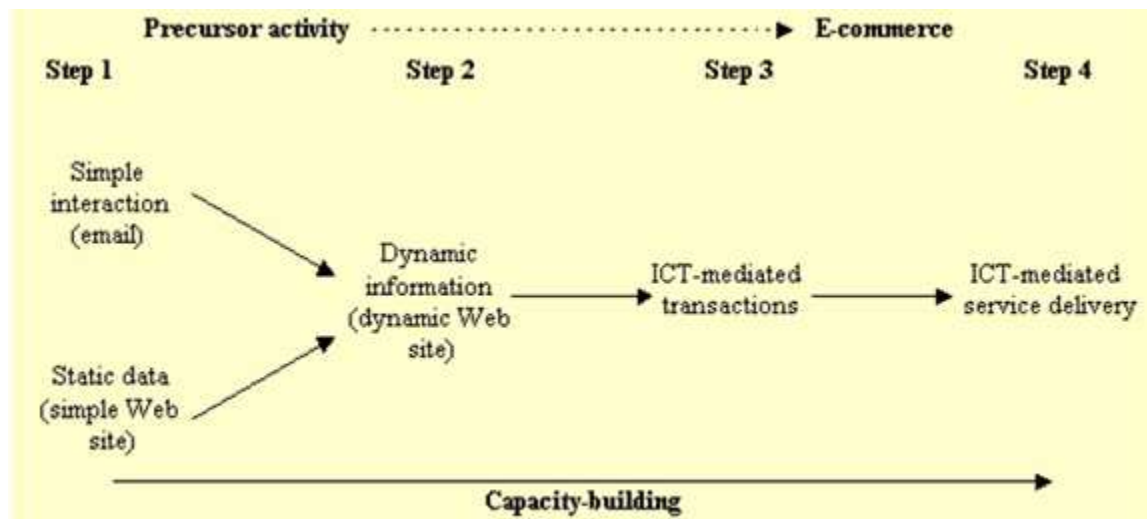 Precursor activity E-commerce
Step 1 Step 2 Step 3 Step 4
Simple
interaction
(email)
Static data
(simple Web
site)
Dynamic
information
(dynamic Web
site)
ICT-mediated
transactions
ICT-mediated
service delivery
Capacity-building